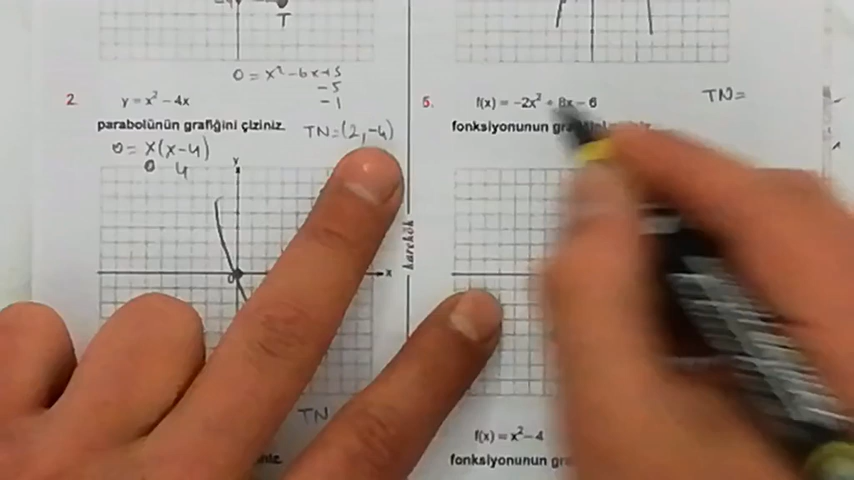 -4
T
0 = x² - 6x + 5
-5
-1
2. y = x² - 4x
parabolünün grafiğini çiziniz.
TN = (2, -4)
0 = x(x-4)
0 4
y
0
x
TN
karekök
5. f(x) = -2x² + 8x - 6
TN =
fonksiyonunun
f(x) = x² - 4
fonksiyonunun